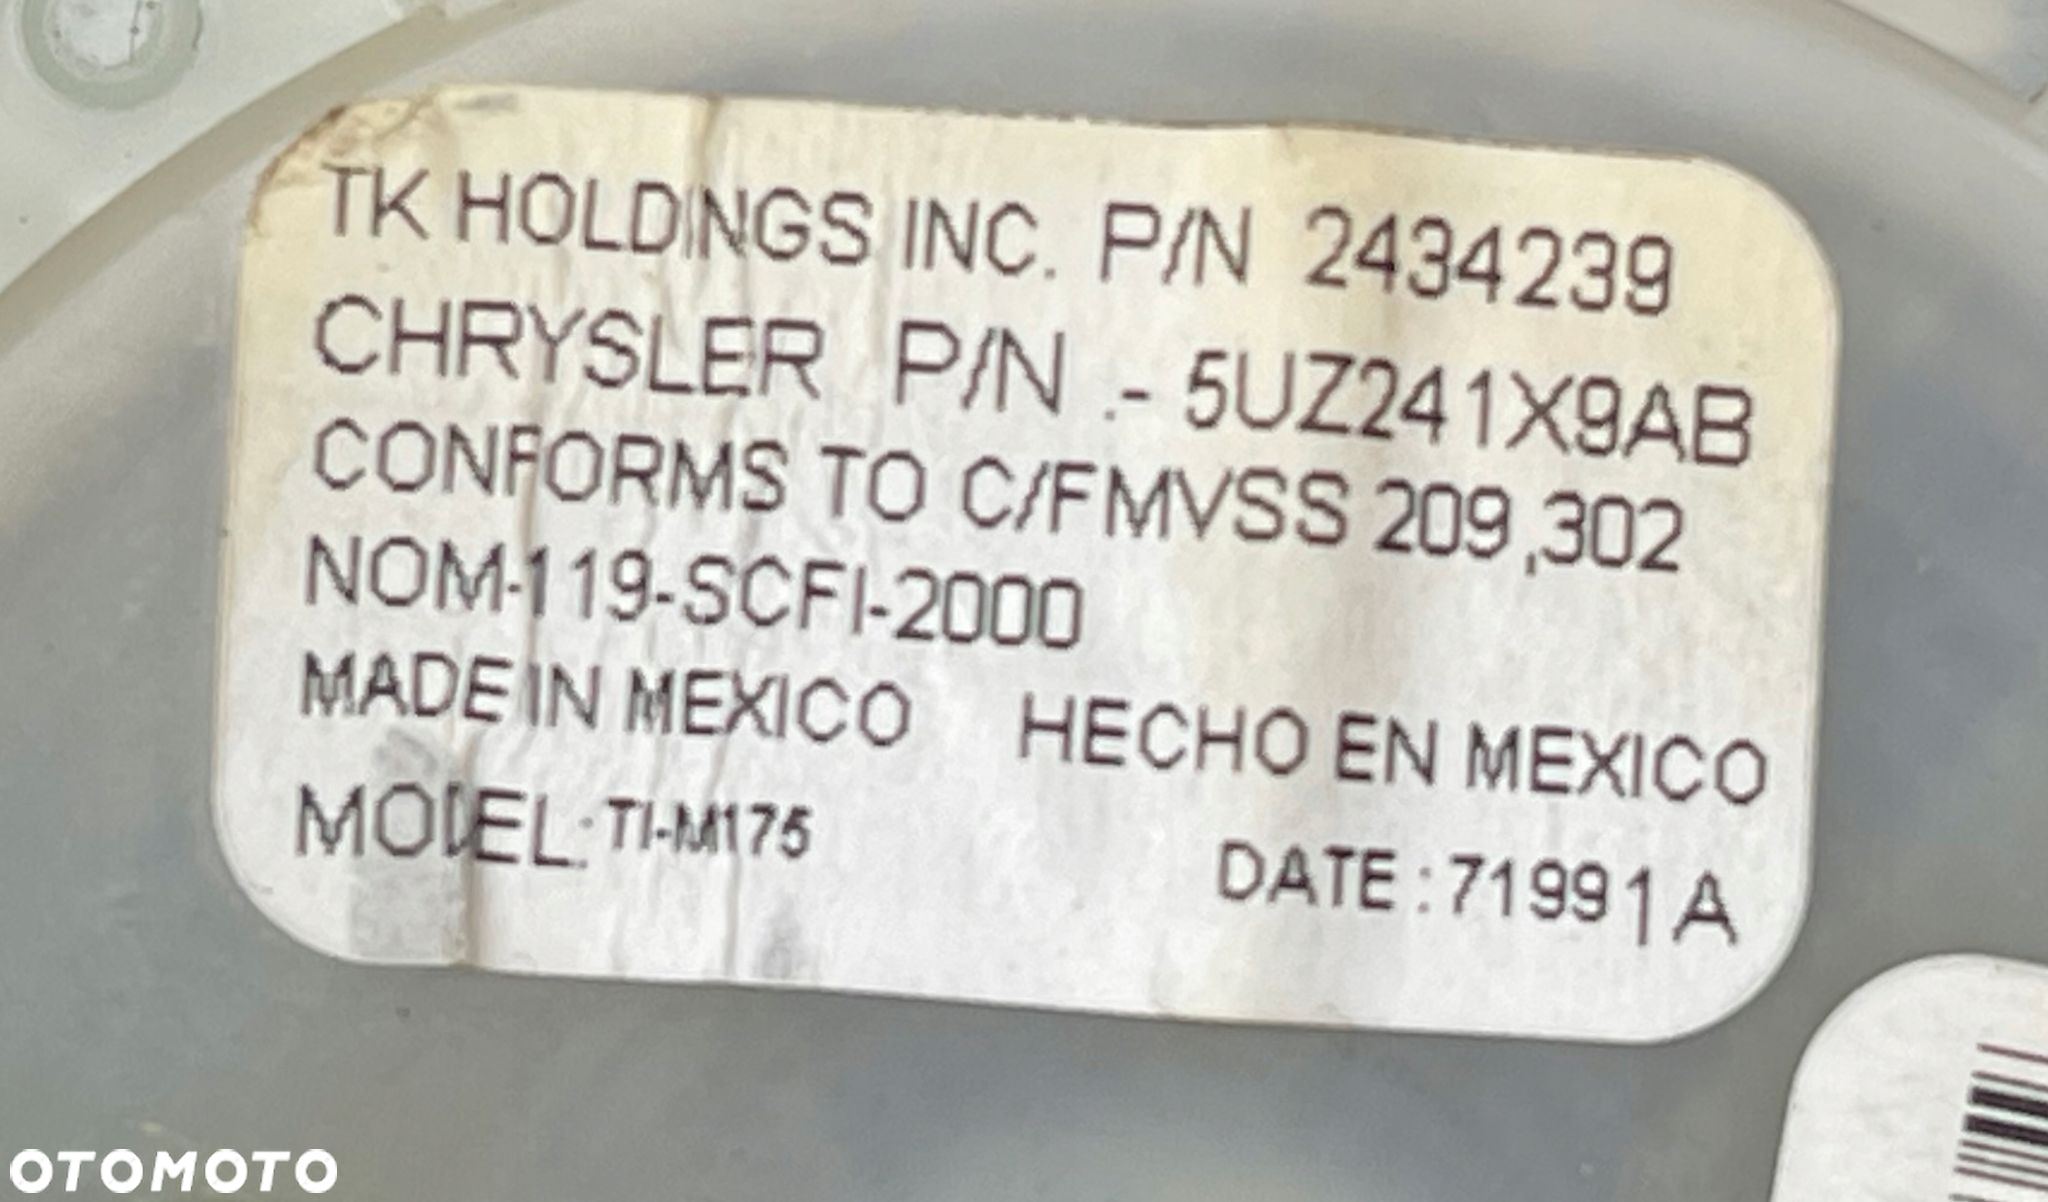 TK HOLDINGS INC. P/N 2434239
CHRYSLER P/N .- 5UZ241X9AB
CONFORMS TO C/FMVSS 209,302
NOM-119-SCFI-2000
MADE IN MEXICO HECHO EN MEXICO
MODEL: TI-M175 DATE: 71991A
OTOMOTO